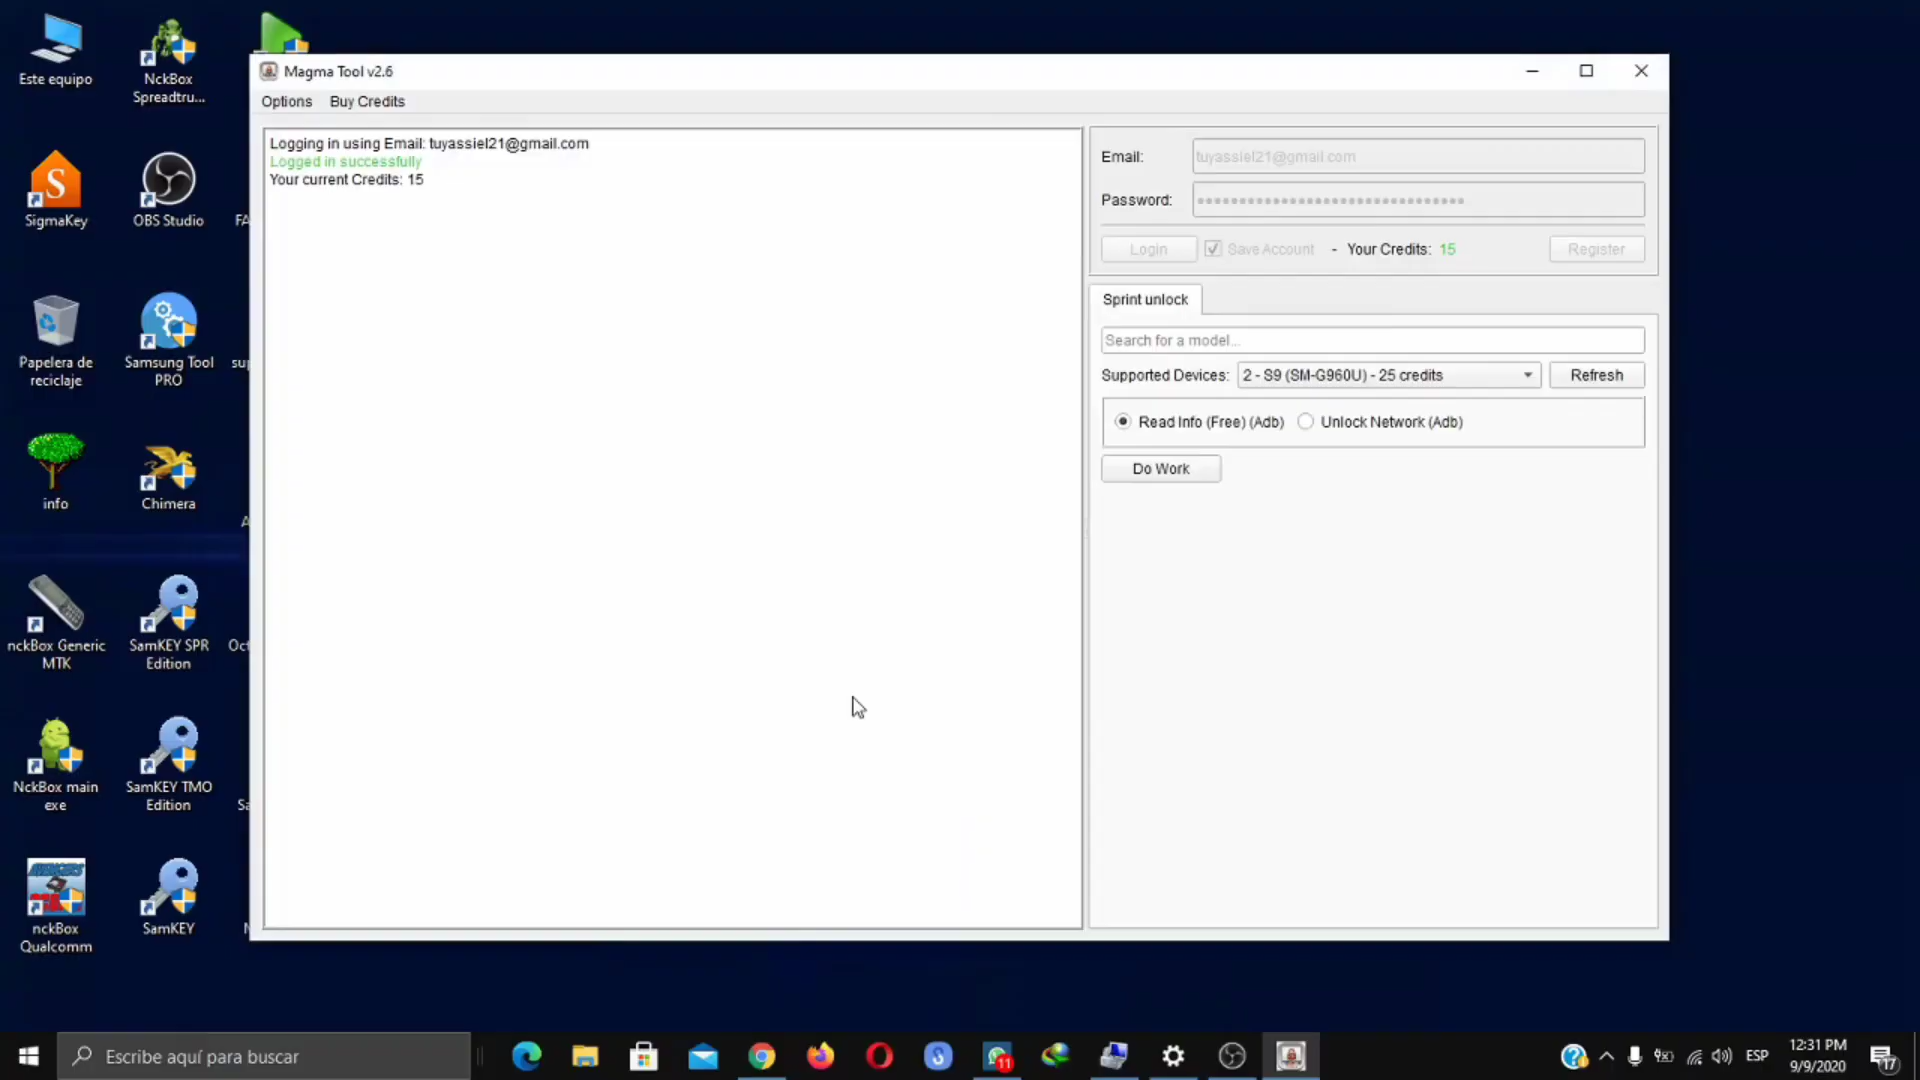 Este equipo
NckBox
Spreadtru...
SigmaKey
OBS Studio
FA
Papelera de
reciclaje
Samsung Tool
PRO
info
Chimera
nckBox Generic
MTK
SamKEY SPR
Edition
Oct
NckBox main
exe
SamKEY TMO
Edition
nckBox
Qualcomm
SamKEY
Magma Tool v2.6
Options Buy Credits
Logging in using Email: tuyassiel21@gmail.com
Logged in successfully
Your current Credits: 15
Email: tuyassiel21@gmail.com
Password:
Login Save Account - Your Credits: 15 Register
Sprint unlock
Search for a model...
Supported Devices: 2 - S9 (SM-G960U) - 25 credits Refresh
Read Info (Free) (Adb) Unlock Network (Adb)
Do Work
Escribe aquí para buscar
11
ESP
12:31 PM
9/9/2020
17